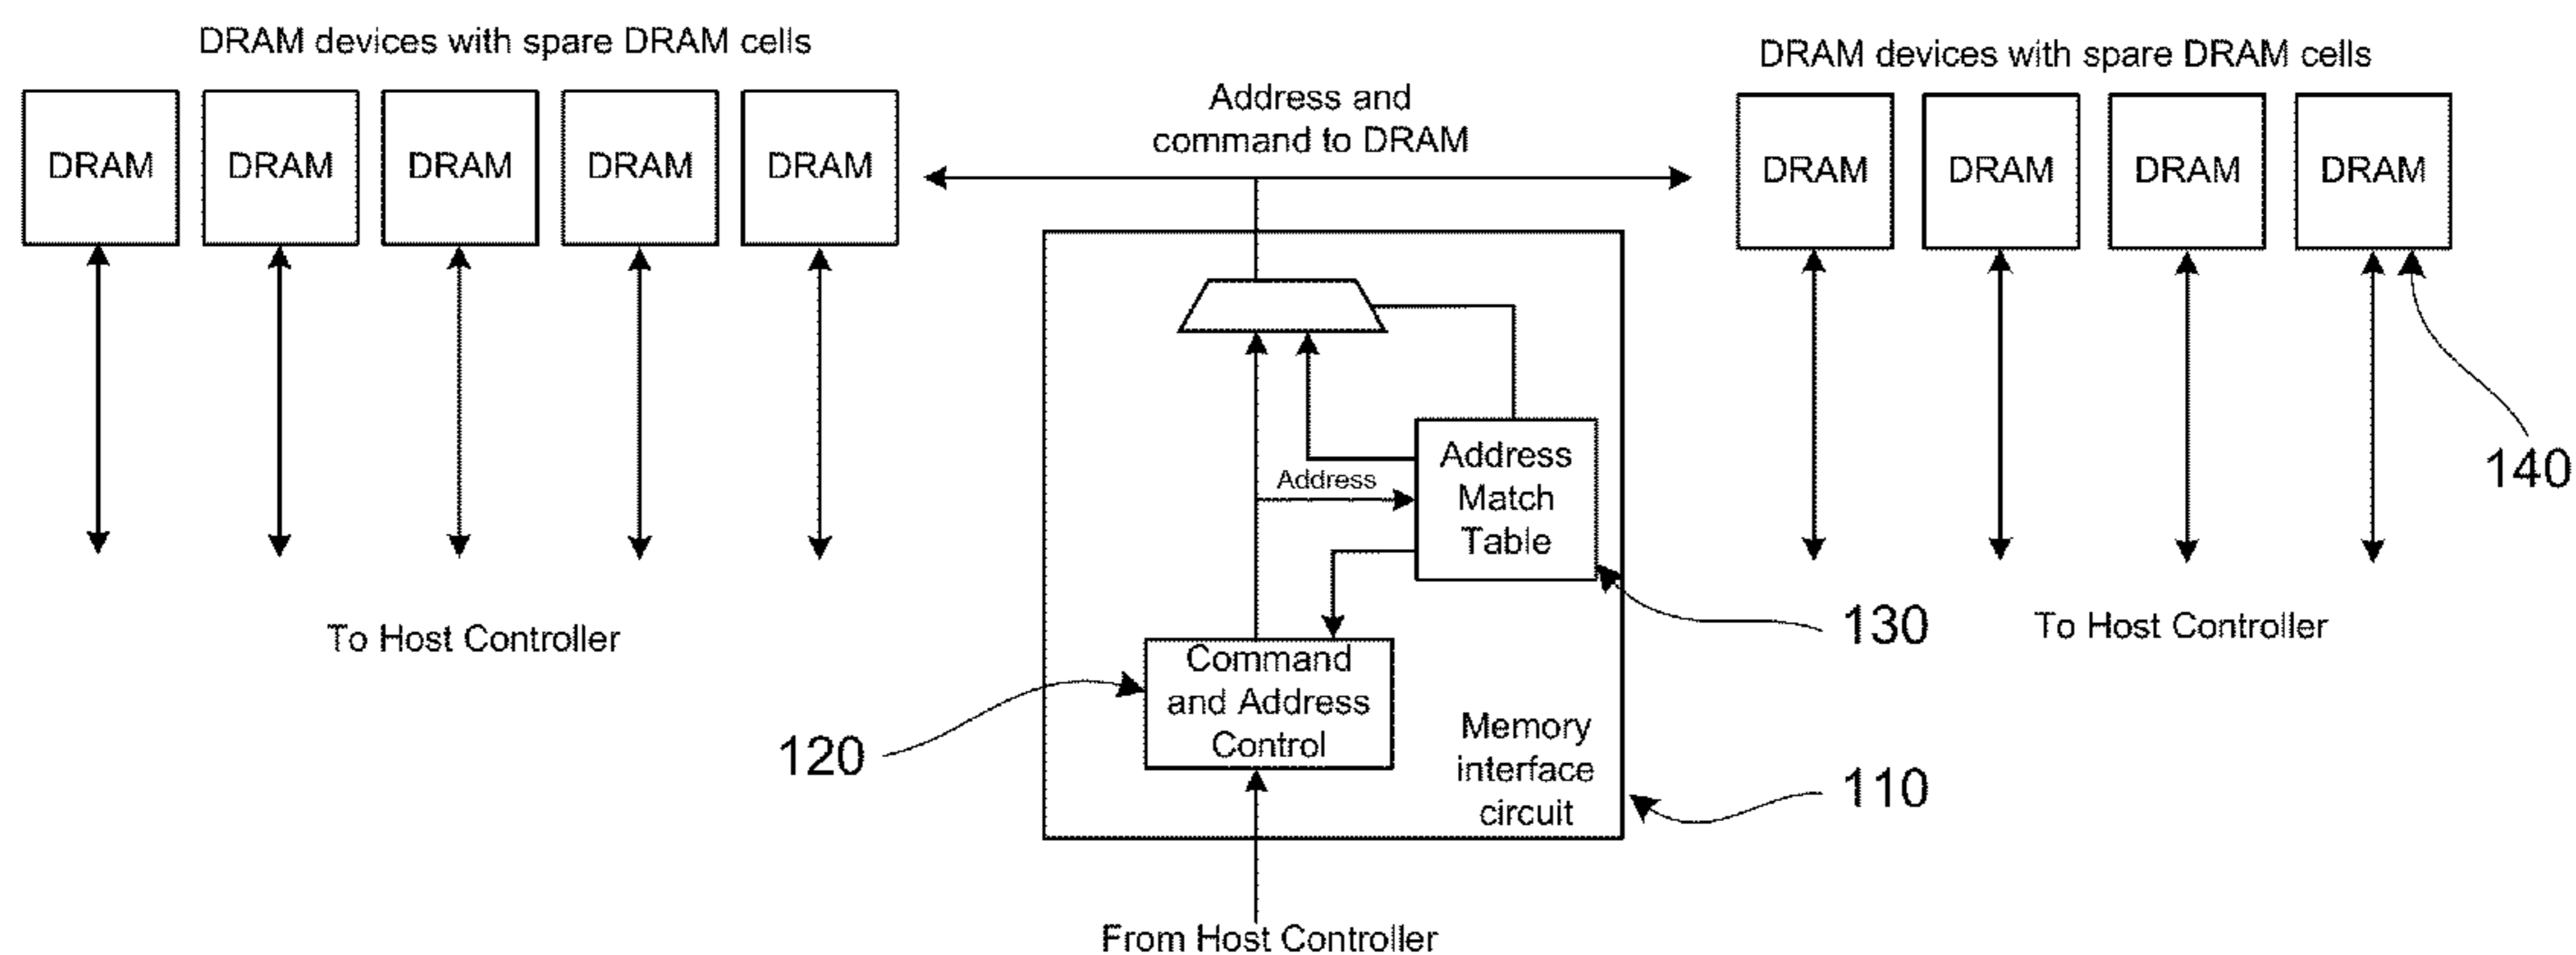 DRAM devices with spare DRAM cells
DRAM devices with spare DRAM cells
DRAM
DRAM
DRAM
DRAM
DRAM
Address and
command to DRAM
DRAM
DRAM
DRAM
DRAM
Address
Address
Match
Table
140
130
To Host Controller
To Host Controller
Command
and Address
Control
120
Memory
interface
circuit
110
From Host Controller